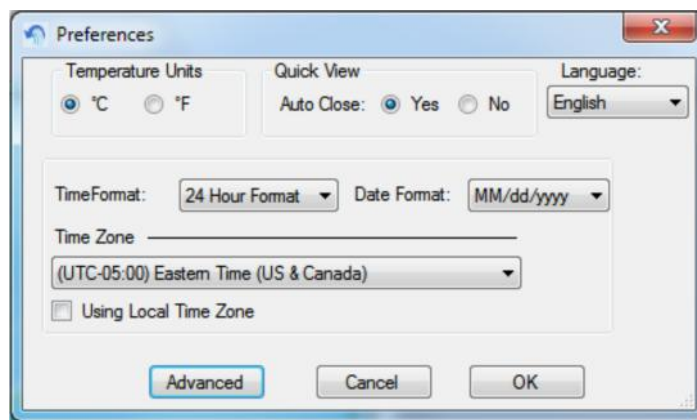 Preferences
Temperature Units
°C °F
Quick View
Auto Close: Yes No
Language:
English
TimeFormat: 24 Hour Format Date Format: MM/dd/yyyy
Time Zone
(UTC-05:00) Eastern Time (US & Canada)
Using Local Time Zone
Advanced Cancel OK